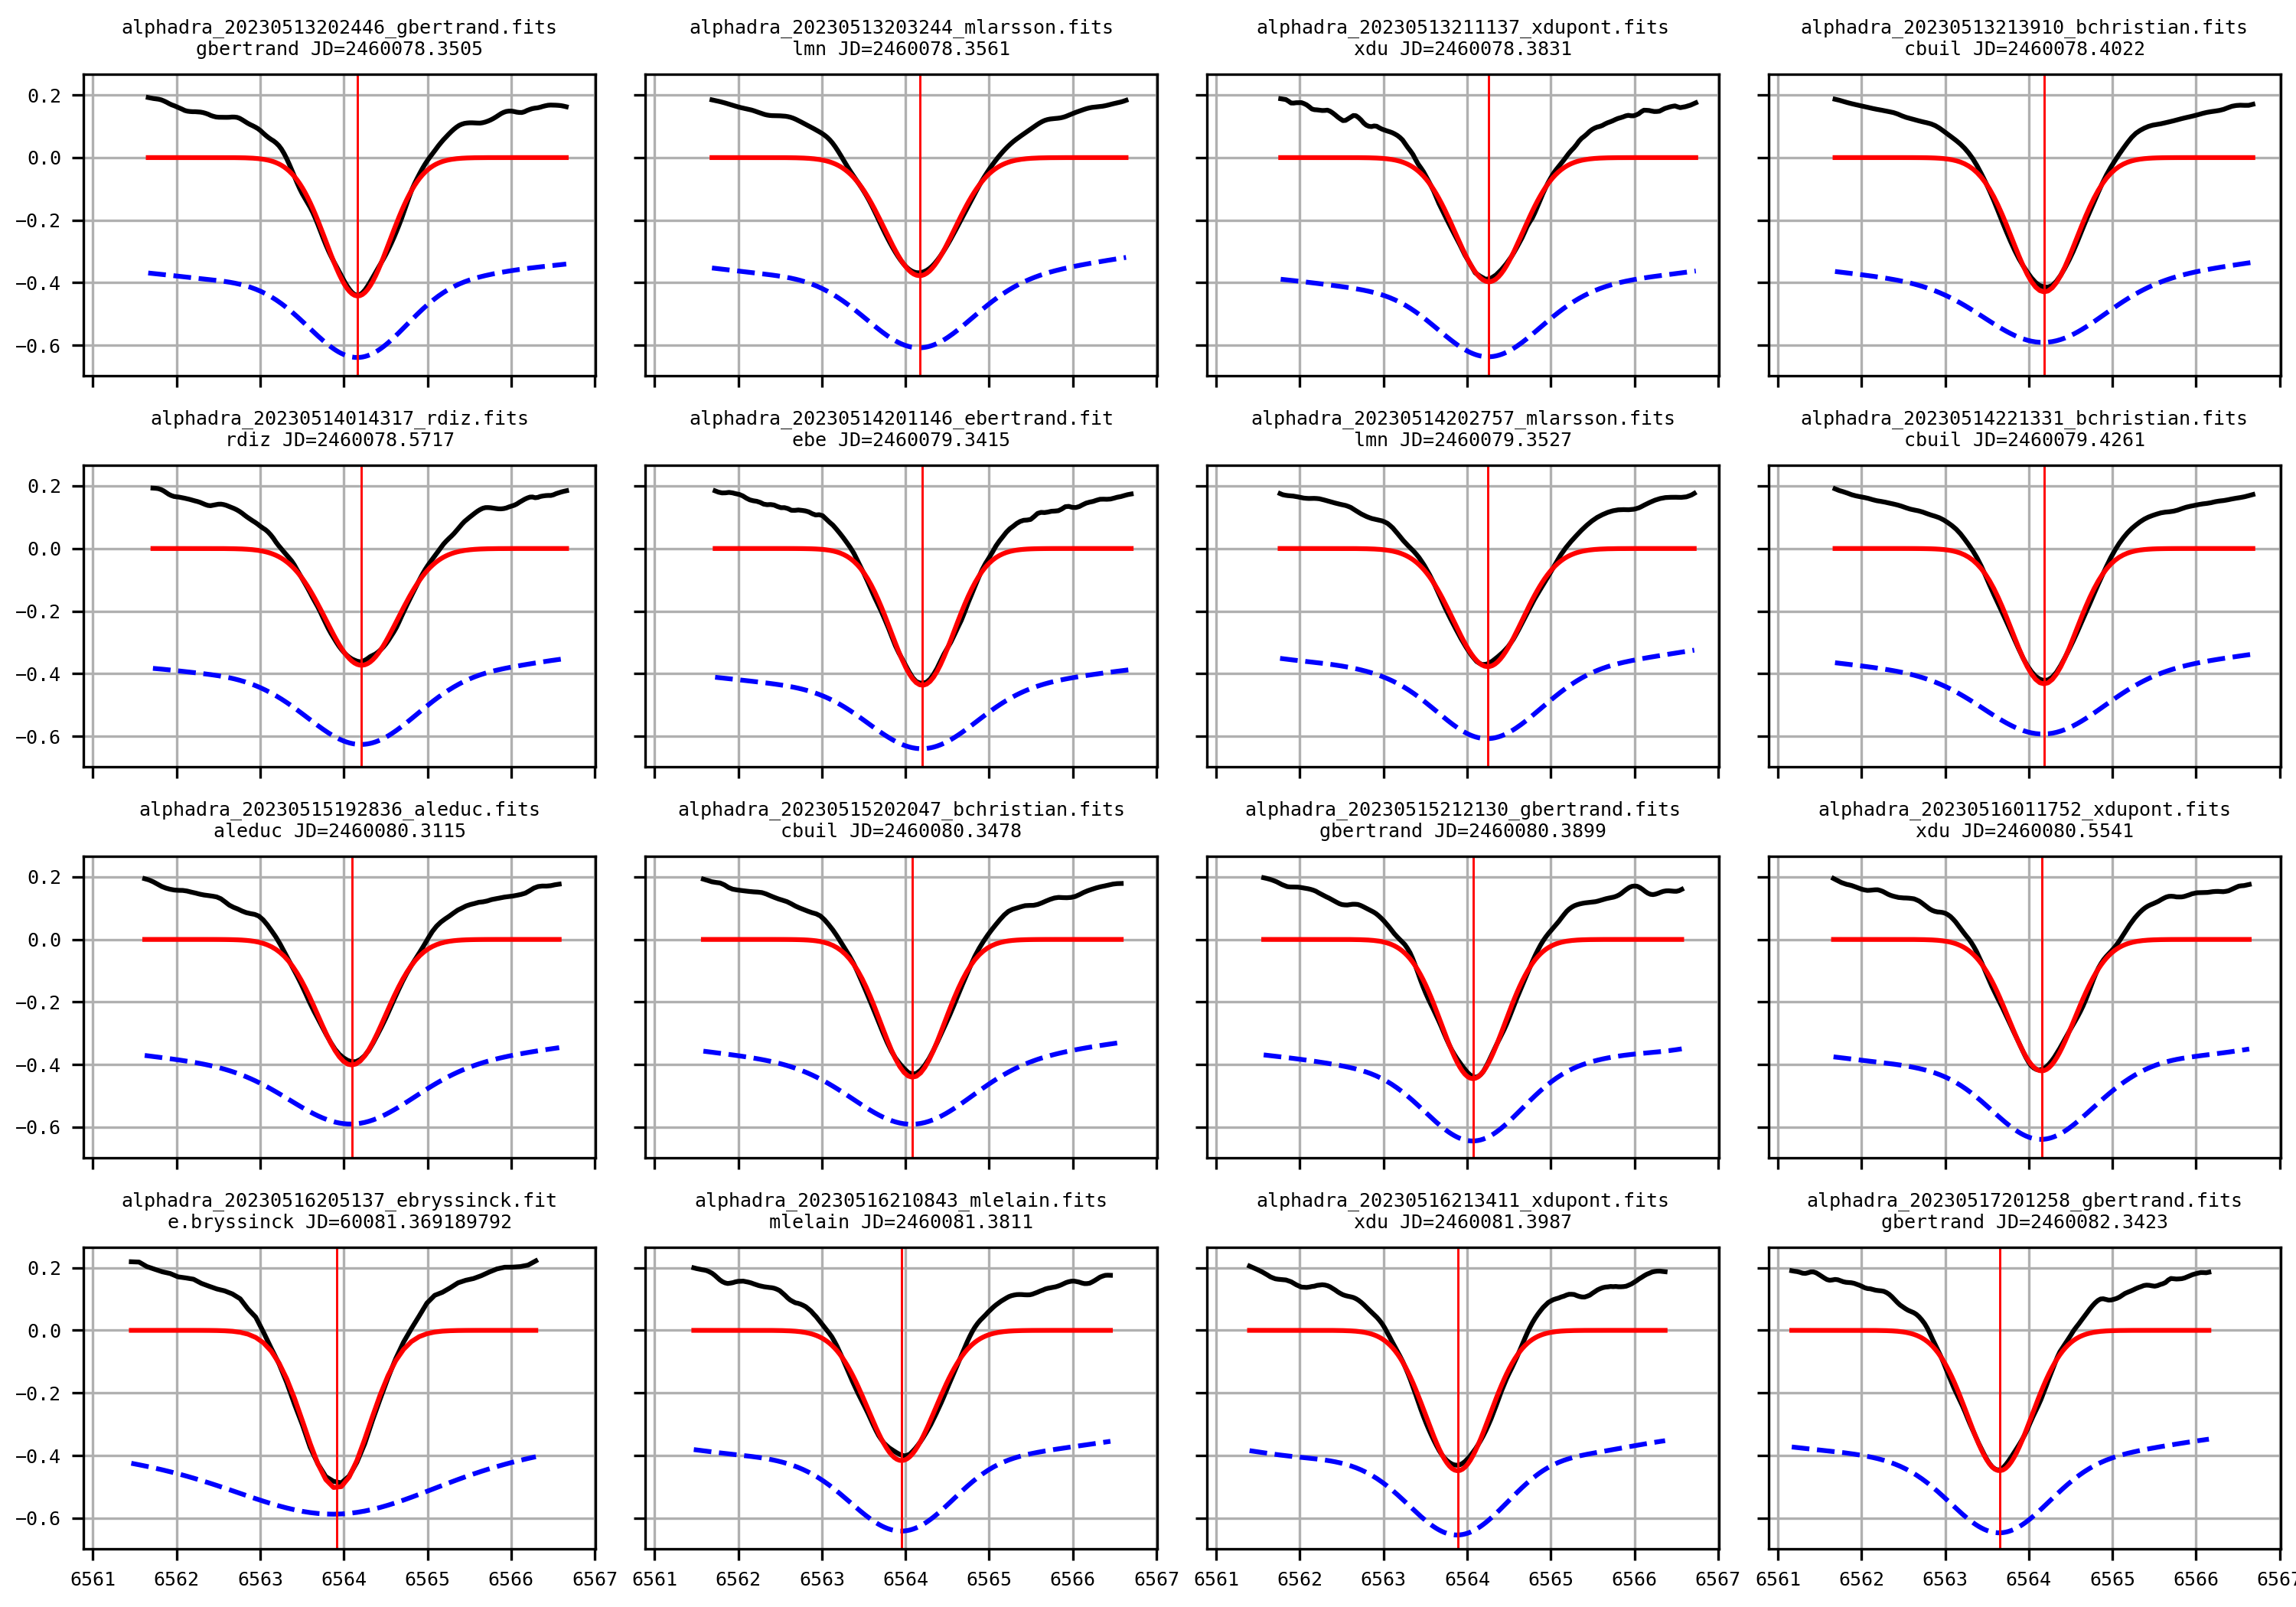 alphadra_20230513202446_gbertrand.fits
gbertrand JD=2460078.3505
alphadra_20230513203244_mlarsson.fits
lmn JD=2460078.3561
alphadra_20230513211137_xdupont.fits
xdu JD=2460078.3831
alphadra_20230513213910_bchristian.fits
cbuil JD=2460078.4022
0.2
0.0
−0.2
−0.4
−0.6
alphadra_20230514014317_rdiz.fits
rdiz JD=2460078.5717
alphadra_20230514201146_ebertrand.fit
ebe JD=2460079.3415
alphadra_20230514202757_mlarsson.fits
lmn JD=2460079.3527
alphadra_20230514221331_bchristian.fits
cbuil JD=2460079.4261
0.2
0.0
−0.2
−0.4
−0.6
alphadra_20230515192836_aleduc.fits
aleduc JD=2460080.3115
alphadra_20230515202047_bchristian.fits
cbuil JD=2460080.3478
alphadra_20230515212130_gbertrand.fits
gbertrand JD=2460080.3899
alphadra_20230516011752_xdupont.fits
xdu JD=2460080.5541
0.2
0.0
−0.2
−0.4
−0.6
alphadra_20230516205137_ebryssinck.fit
e.bryssinck JD=60081.369189792
alphadra_20230516210843_mlelain.fits
mlelain JD=2460081.3811
alphadra_20230516213411_xdupont.fits
xdu JD=2460081.3987
alphadra_20230517201258_gbertrand.fits
gbertrand JD=2460082.3423
0.2
0.0
−0.2
−0.4
−0.6
6561 6562 6563 6564 6565 6566 6567
6561 6562 6563 6564 6565 6566 6567
6561 6562 6563 6564 6565 6566 6567
6561 6562 6563 6564 6565 6566